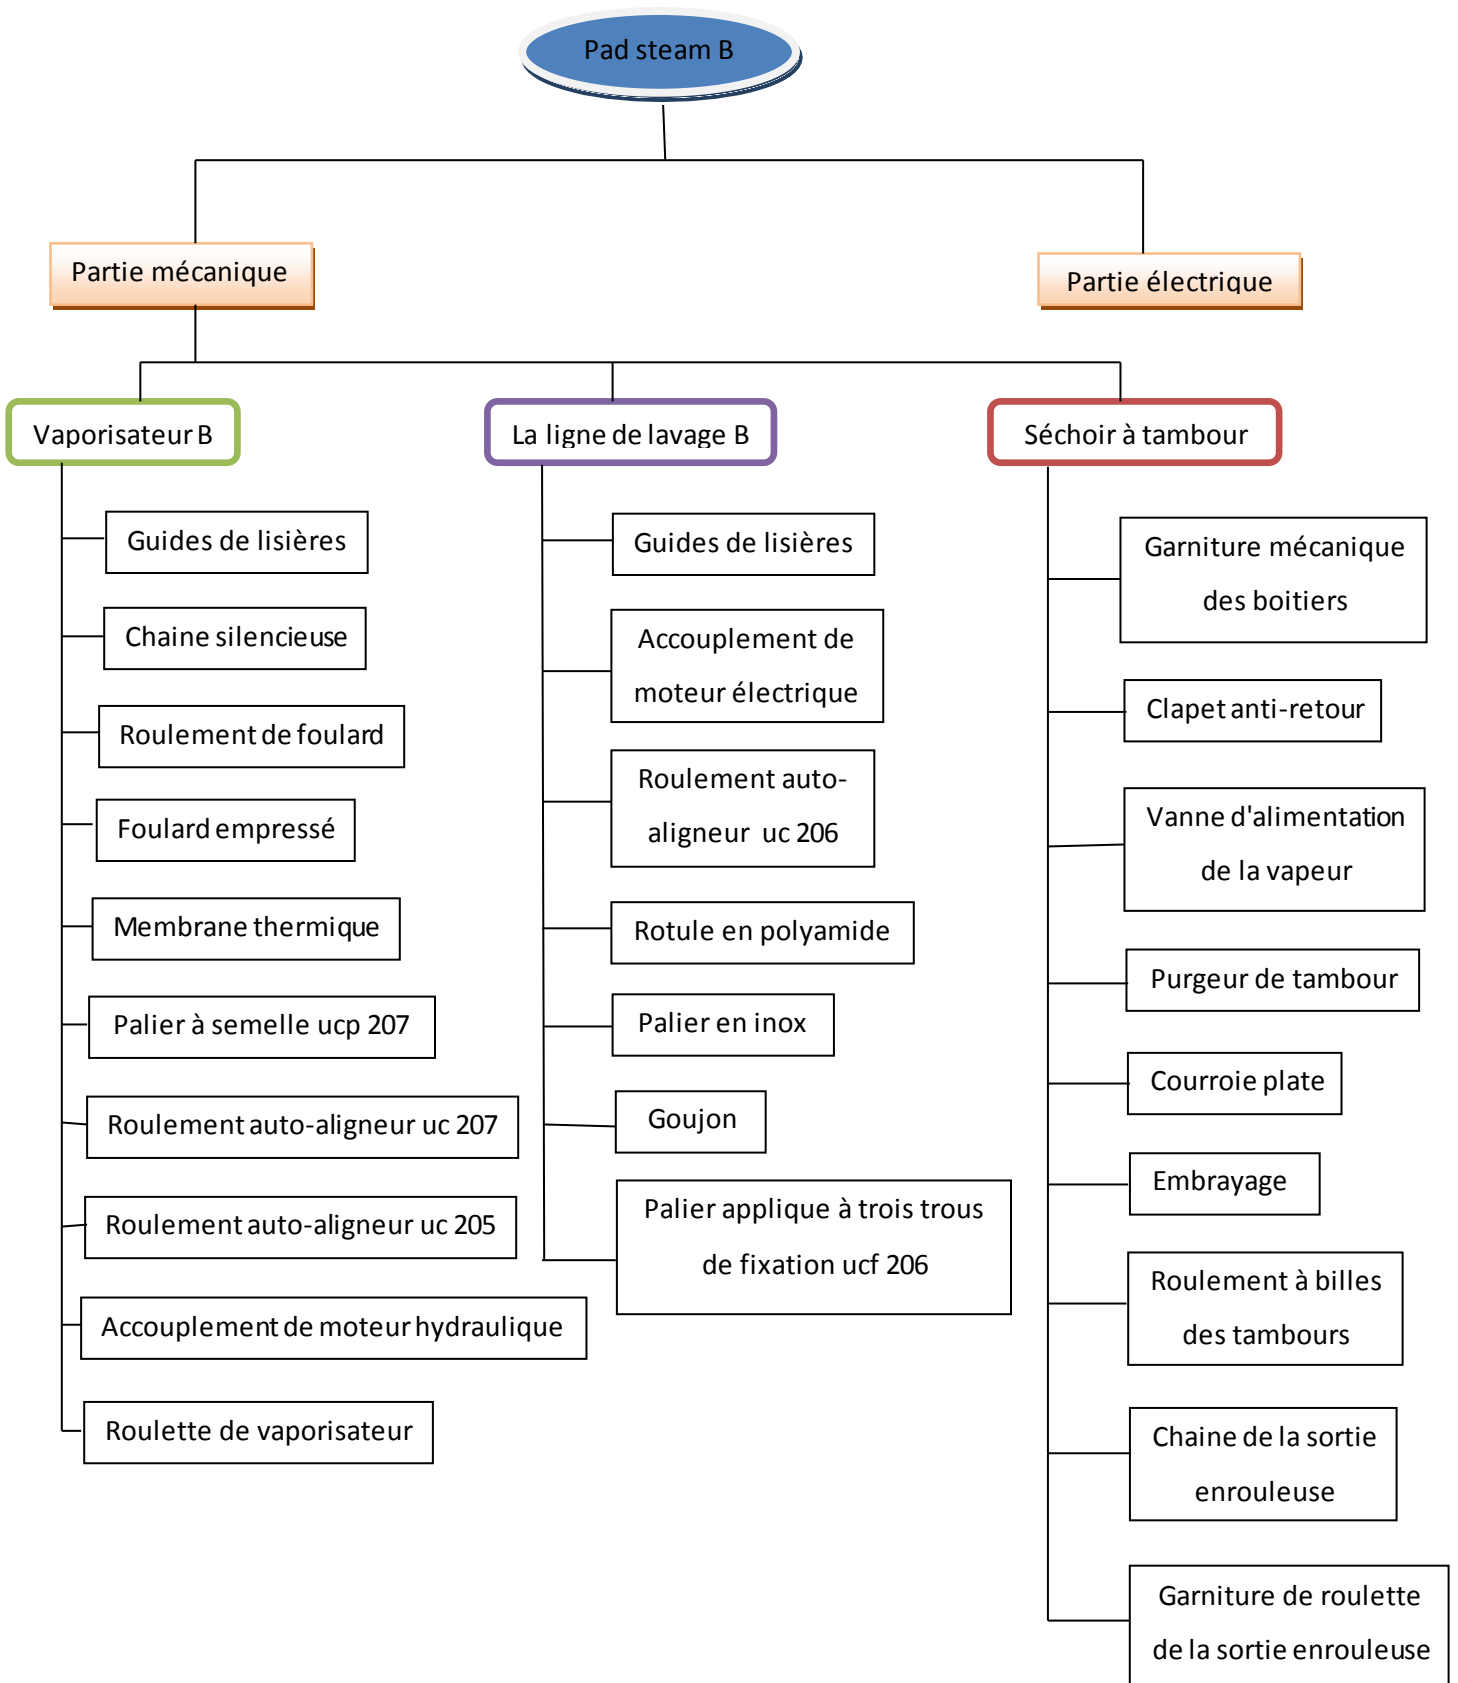 Pad steam B
Partie mécanique
Partie électrique
Vaporisateur B
La ligne de lavage B
Séchoir à tambour
Guides de lisières
Chaine silencieuse
Roulement de foulard
Foulard empressé
Membrane thermique
Palier à semelle ucp 207
Roulement auto-aligneur uc 207
Roulement auto-aligneur uc 205
Accouplement de moteur hydraulique
Roulette de vaporisateur
Guides de lisières
Accouplement de
moteur électrique
Roulement auto-
aligneur uc 206
Rotule en polyamide
Palier en inox
Goujon
Palier applique à trois trous
de fixation ucf 206
Garniture mécanique
des boitiers
Clapet anti-retour
Vanne d'alimentation
de la vapeur
Purgeur de tambour
Courroie plate
Embrayage
Roulement à billes
des tambours
Chaine de la sortie
enrouleuse
Garniture de roulette
de la sortie enrouleuse